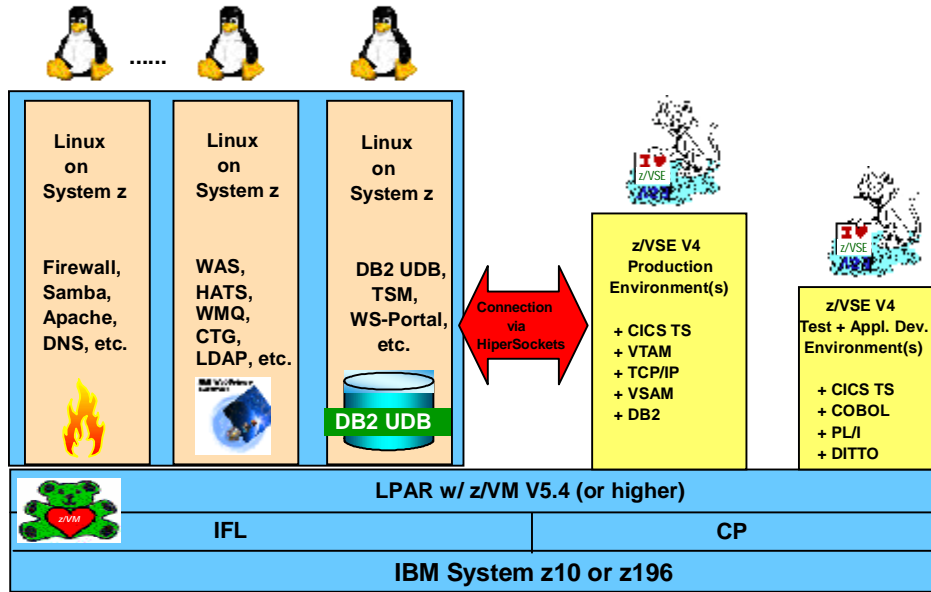 ......
Linux
on
System z
Firewall,
Samba,
Apache,
DNS, etc.
Linux
on
System z
WAS,
HATS,
WMQ,
CTG,
LDAP, etc.
Linux
on
System z
DB2 UDB,
TSM,
WS-Portal,
etc.
DB2 UDB
Connection
via
HiperSockets
I
z/VSE
z/VSE V4
Production
Environment(s)
+ CICS TS
+ VTAM
+ TCP/IP
+ VSAM
+ DB2
I
z/VSE
z/VSE V4
Test + Appl. Dev.
Environment(s)
+ CICS TS
+ COBOL
+ PL/I
+ DITTO
z/VM
LPAR w/ z/VM V5.4 (or higher)
IFL
CP
IBM System z10 or z196